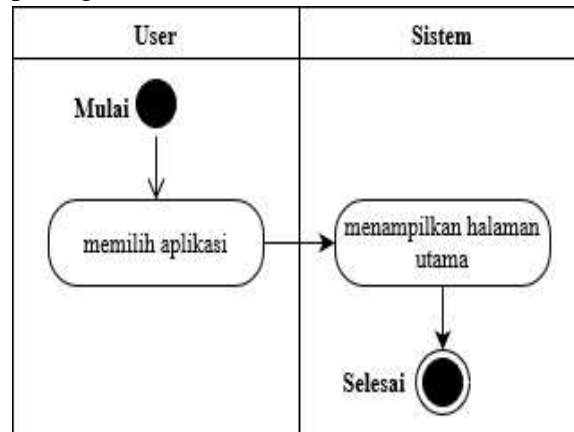 User
Sistem
Mulai
memilih aplikasi
menampilkan halaman
utama
Selesai